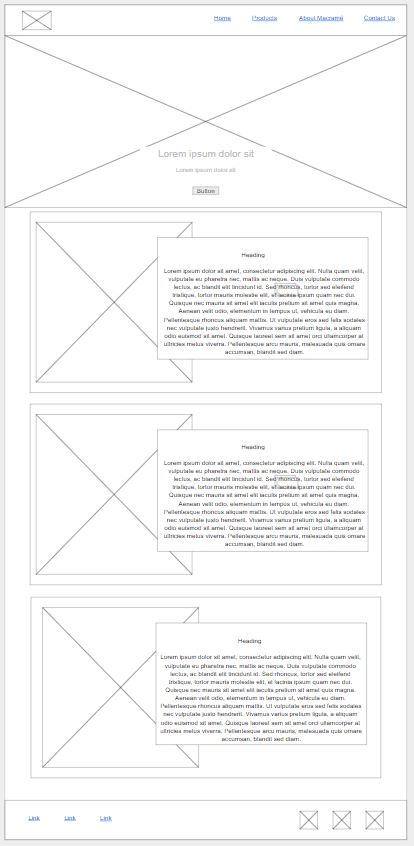 Home Products About Macramé Contact Us
Lorem ipsum dolor sit
Lorem ipsum dolor sit
Button
Heading
Lorem ipsum dolor sit amet, consectetur adipiscing elit. Nulla quam velit,
vulputate eu pharetra nec, mattis ac neque. Duis vulputate commodo
lectus, ac blandit elit tincidunt id. Sed rhoncus, tortor sed eleifend
tristique, tortor mauris molestie elit, et lacinia ipsum quam nec dui.
Quisque nec mauris sit amet elit iaculis pretium sit amet quis magna.
Aenean velit odio, elementum in tempus ut, vehicula eu diam.
Pellentesque rhoncus aliquam mattis. Ut vulputate eros sed felis sodales
nec vulputate justo hendrerit. Vivamus varius pretium ligula, a aliquam
odio euismod sit amet. Quisque laoreet sem sit amet orci ullamcorper at
ultricies metus viverra. Pellentesque arcu mauris, malesuada quis ornare
accumsan, blandit sed diam.
Heading
Lorem ipsum dolor sit amet, consectetur adipiscing elit. Nulla quam velit,
vulputate eu pharetra nec, mattis ac neque. Duis vulputate commodo
lectus, ac blandit elit tincidunt id. Sed rhoncus, tortor sed eleifend
tristique, tortor mauris molestie elit, et lacinia ipsum quam nec dui.
Quisque nec mauris sit amet elit iaculis pretium sit amet quis magna.
Aenean velit odio, elementum in tempus ut, vehicula eu diam.
Pellentesque rhoncus aliquam mattis. Ut vulputate eros sed felis sodales
nec vulputate justo hendrerit. Vivamus varius pretium ligula, a aliquam
odio euismod sit amet. Quisque laoreet sem sit amet orci ullamcorper at
ultricies metus viverra. Pellentesque arcu mauris, malesuada quis ornare
accumsan, blandit sed diam.
Heading
Lorem ipsum dolor sit amet, consectetur adipiscing elit. Nulla quam velit,
vulputate eu pharetra nec, mattis ac neque. Duis vulputate commodo
lectus, ac blandit elit tincidunt id. Sed rhoncus, tortor sed eleifend
tristique, tortor mauris molestie elit, et lacinia ipsum quam nec dui.
Quisque nec mauris sit amet elit iaculis pretium sit amet quis magna.
Aenean velit odio, elementum in tempus ut, vehicula eu diam.
Pellentesque rhoncus aliquam mattis. Ut vulputate eros sed felis sodales
nec vulputate justo hendrerit. Vivamus varius pretium ligula, a aliquam
odio euismod sit amet. Quisque laoreet sem sit amet orci ullamcorper at
ultricies metus viverra. Pellentesque arcu mauris, malesuada quis ornare
accumsan, blandit sed diam.
Link Link Link